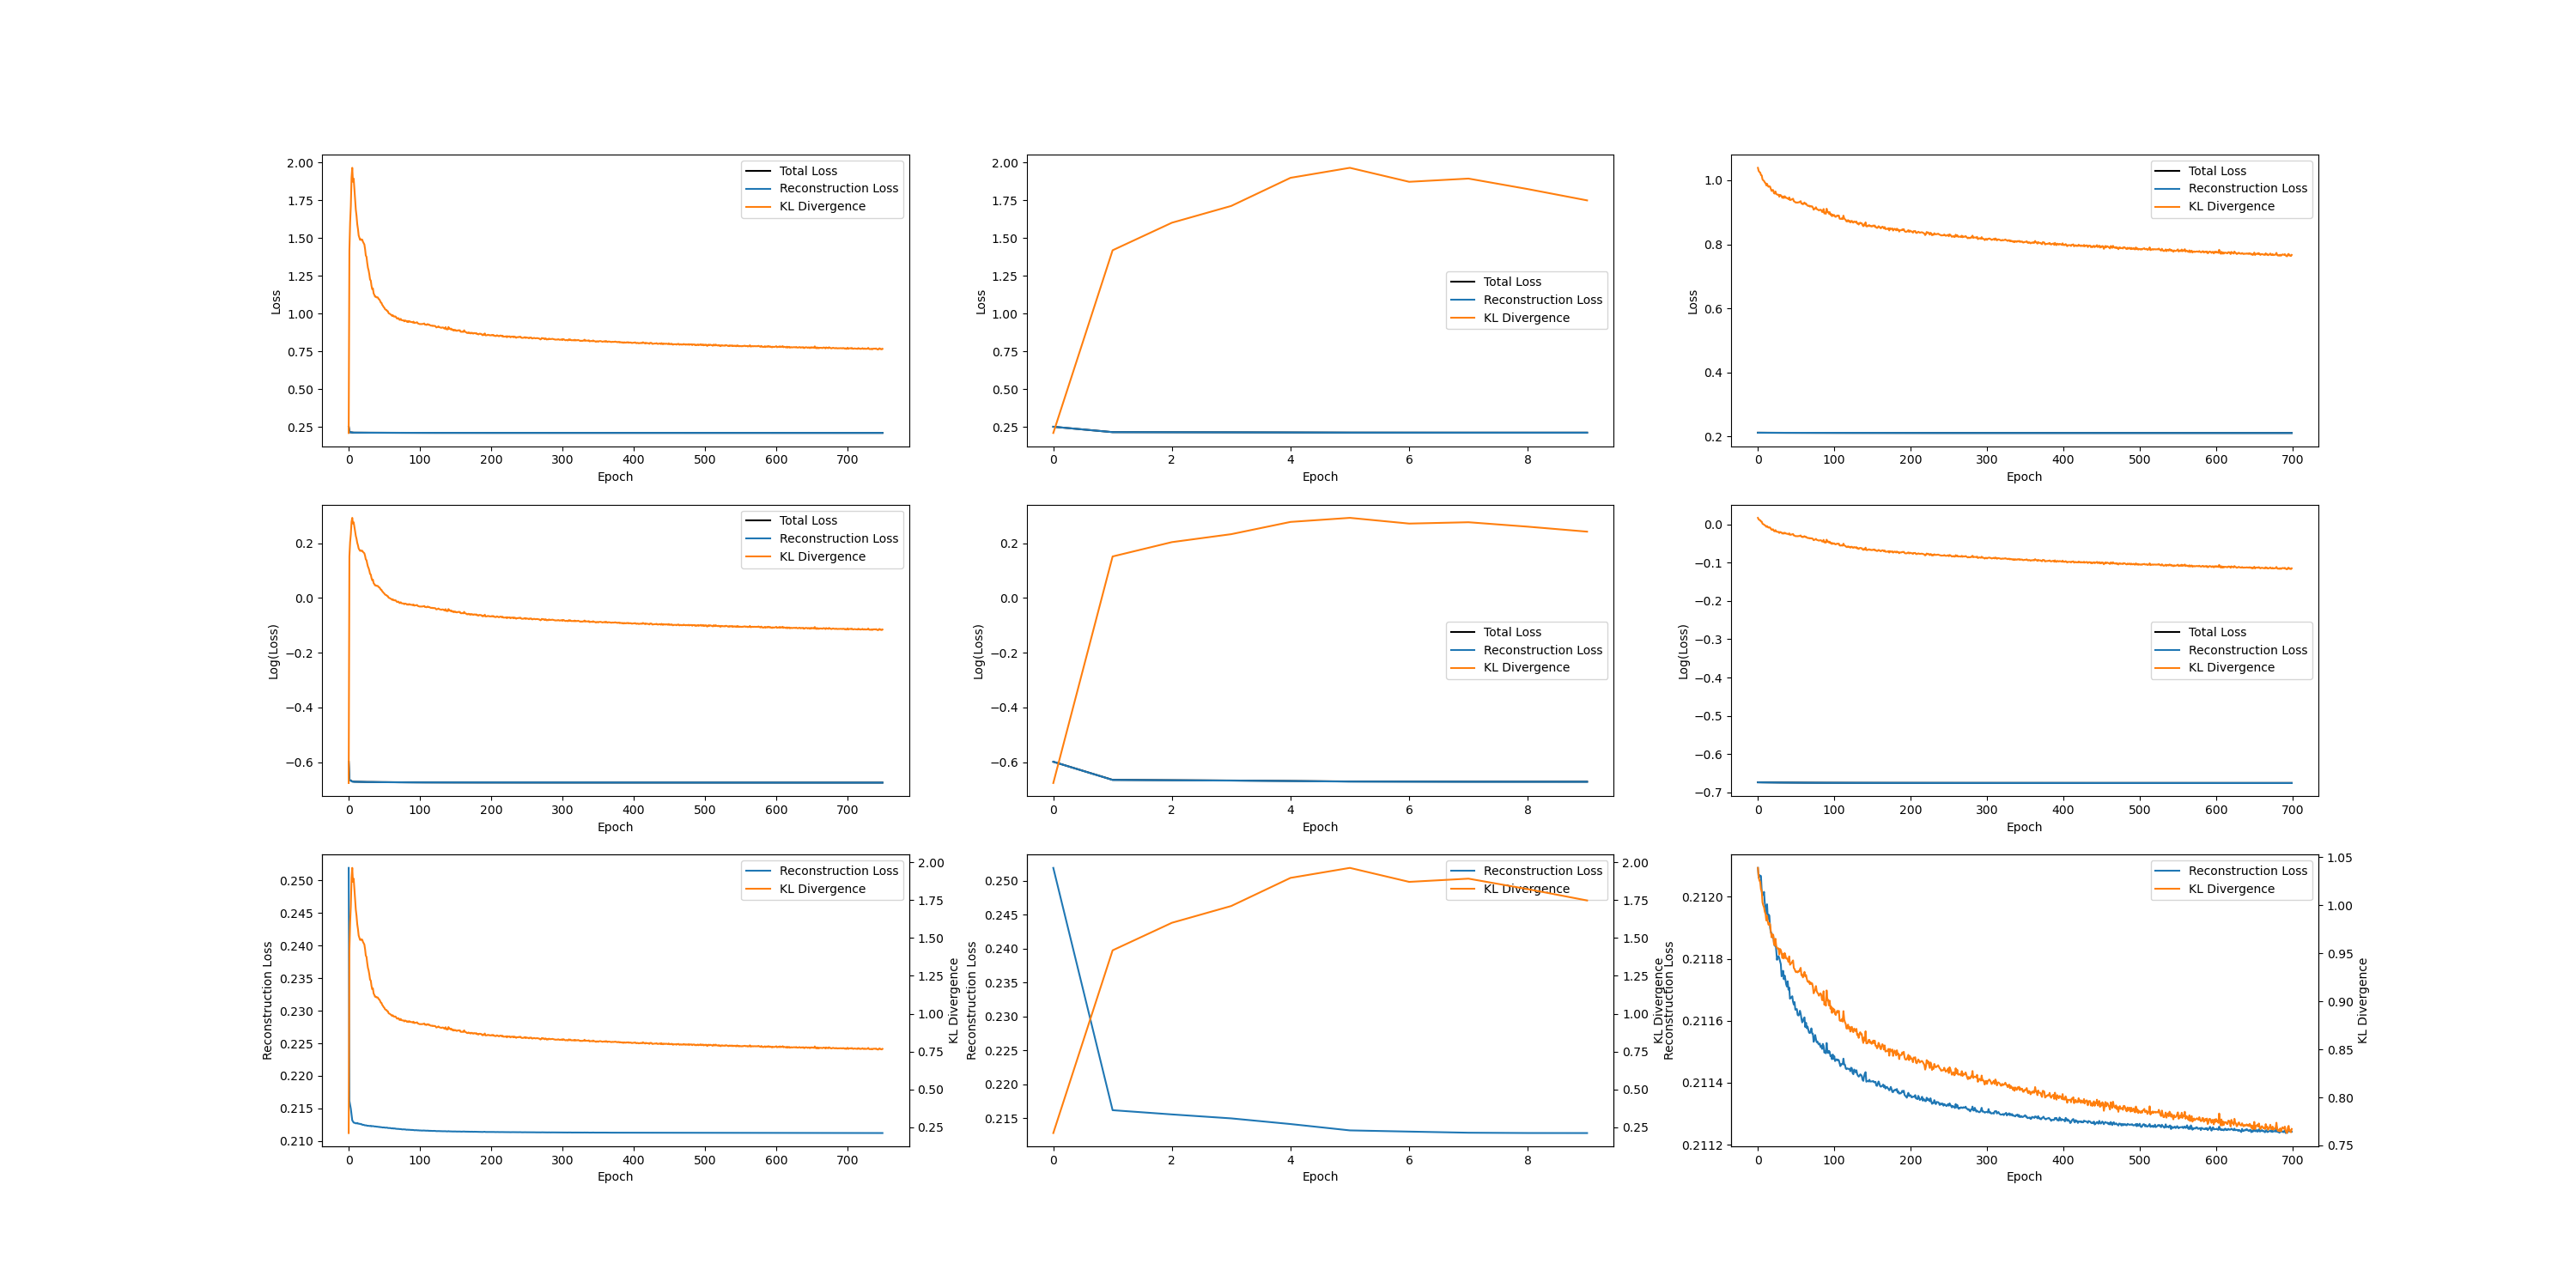 2.00
1.75
1.50
1.25
1.00
0.75
0.50
0.25
Loss
Total Loss
Reconstruction Loss
KL Divergence
0 100 200 300 400 500 600 700
Epoch
2.00
1.75
1.50
1.25
1.00
0.75
0.50
0.25
Loss
Total Loss
Reconstruction Loss
KL Divergence
0 2 4 6 8
Epoch
1.0
0.8
0.6
0.4
0.2
Loss
Total Loss
Reconstruction Loss
KL Divergence
0 100 200 300 400 500 600 700
Epoch
0.2
0.0
−0.2
−0.4
−0.6
Log(Loss)
Total Loss
Reconstruction Loss
KL Divergence
0 100 200 300 400 500 600 700
Epoch
0.2
0.0
−0.2
−0.4
−0.6
Log(Loss)
Total Loss
Reconstruction Loss
KL Divergence
0 2 4 6 8
Epoch
0.0
−0.1
−0.2
−0.3
−0.4
−0.5
−0.6
−0.7
Log(Loss)
Total Loss
Reconstruction Loss
KL Divergence
0 100 200 300 400 500 600 700
Epoch
0.250
0.245
0.240
0.235
0.230
0.225
0.220
0.215
0.210
Reconstruction Loss
Reconstruction Loss
KL Divergence
2.00
1.75
1.50
1.25
1.00
0.75
0.50
0.25
KL Divergence
0 100 200 300 400 500 600 700
Epoch
0.250
0.245
0.240
0.235
0.230
0.225
0.220
0.215
Reconstruction Loss
Reconstruction Loss
KL Divergence
2.00
1.75
1.50
1.25
1.00
0.75
0.50
0.25
KL Divergence
0 2 4 6 8
Epoch
0.2120
0.2118
0.2116
0.2114
0.2112
Reconstruction Loss
Reconstruction Loss
KL Divergence
1.05
1.00
0.95
0.90
0.85
0.80
0.75
KL Divergence
0 100 200 300 400 500 600 700
Epoch